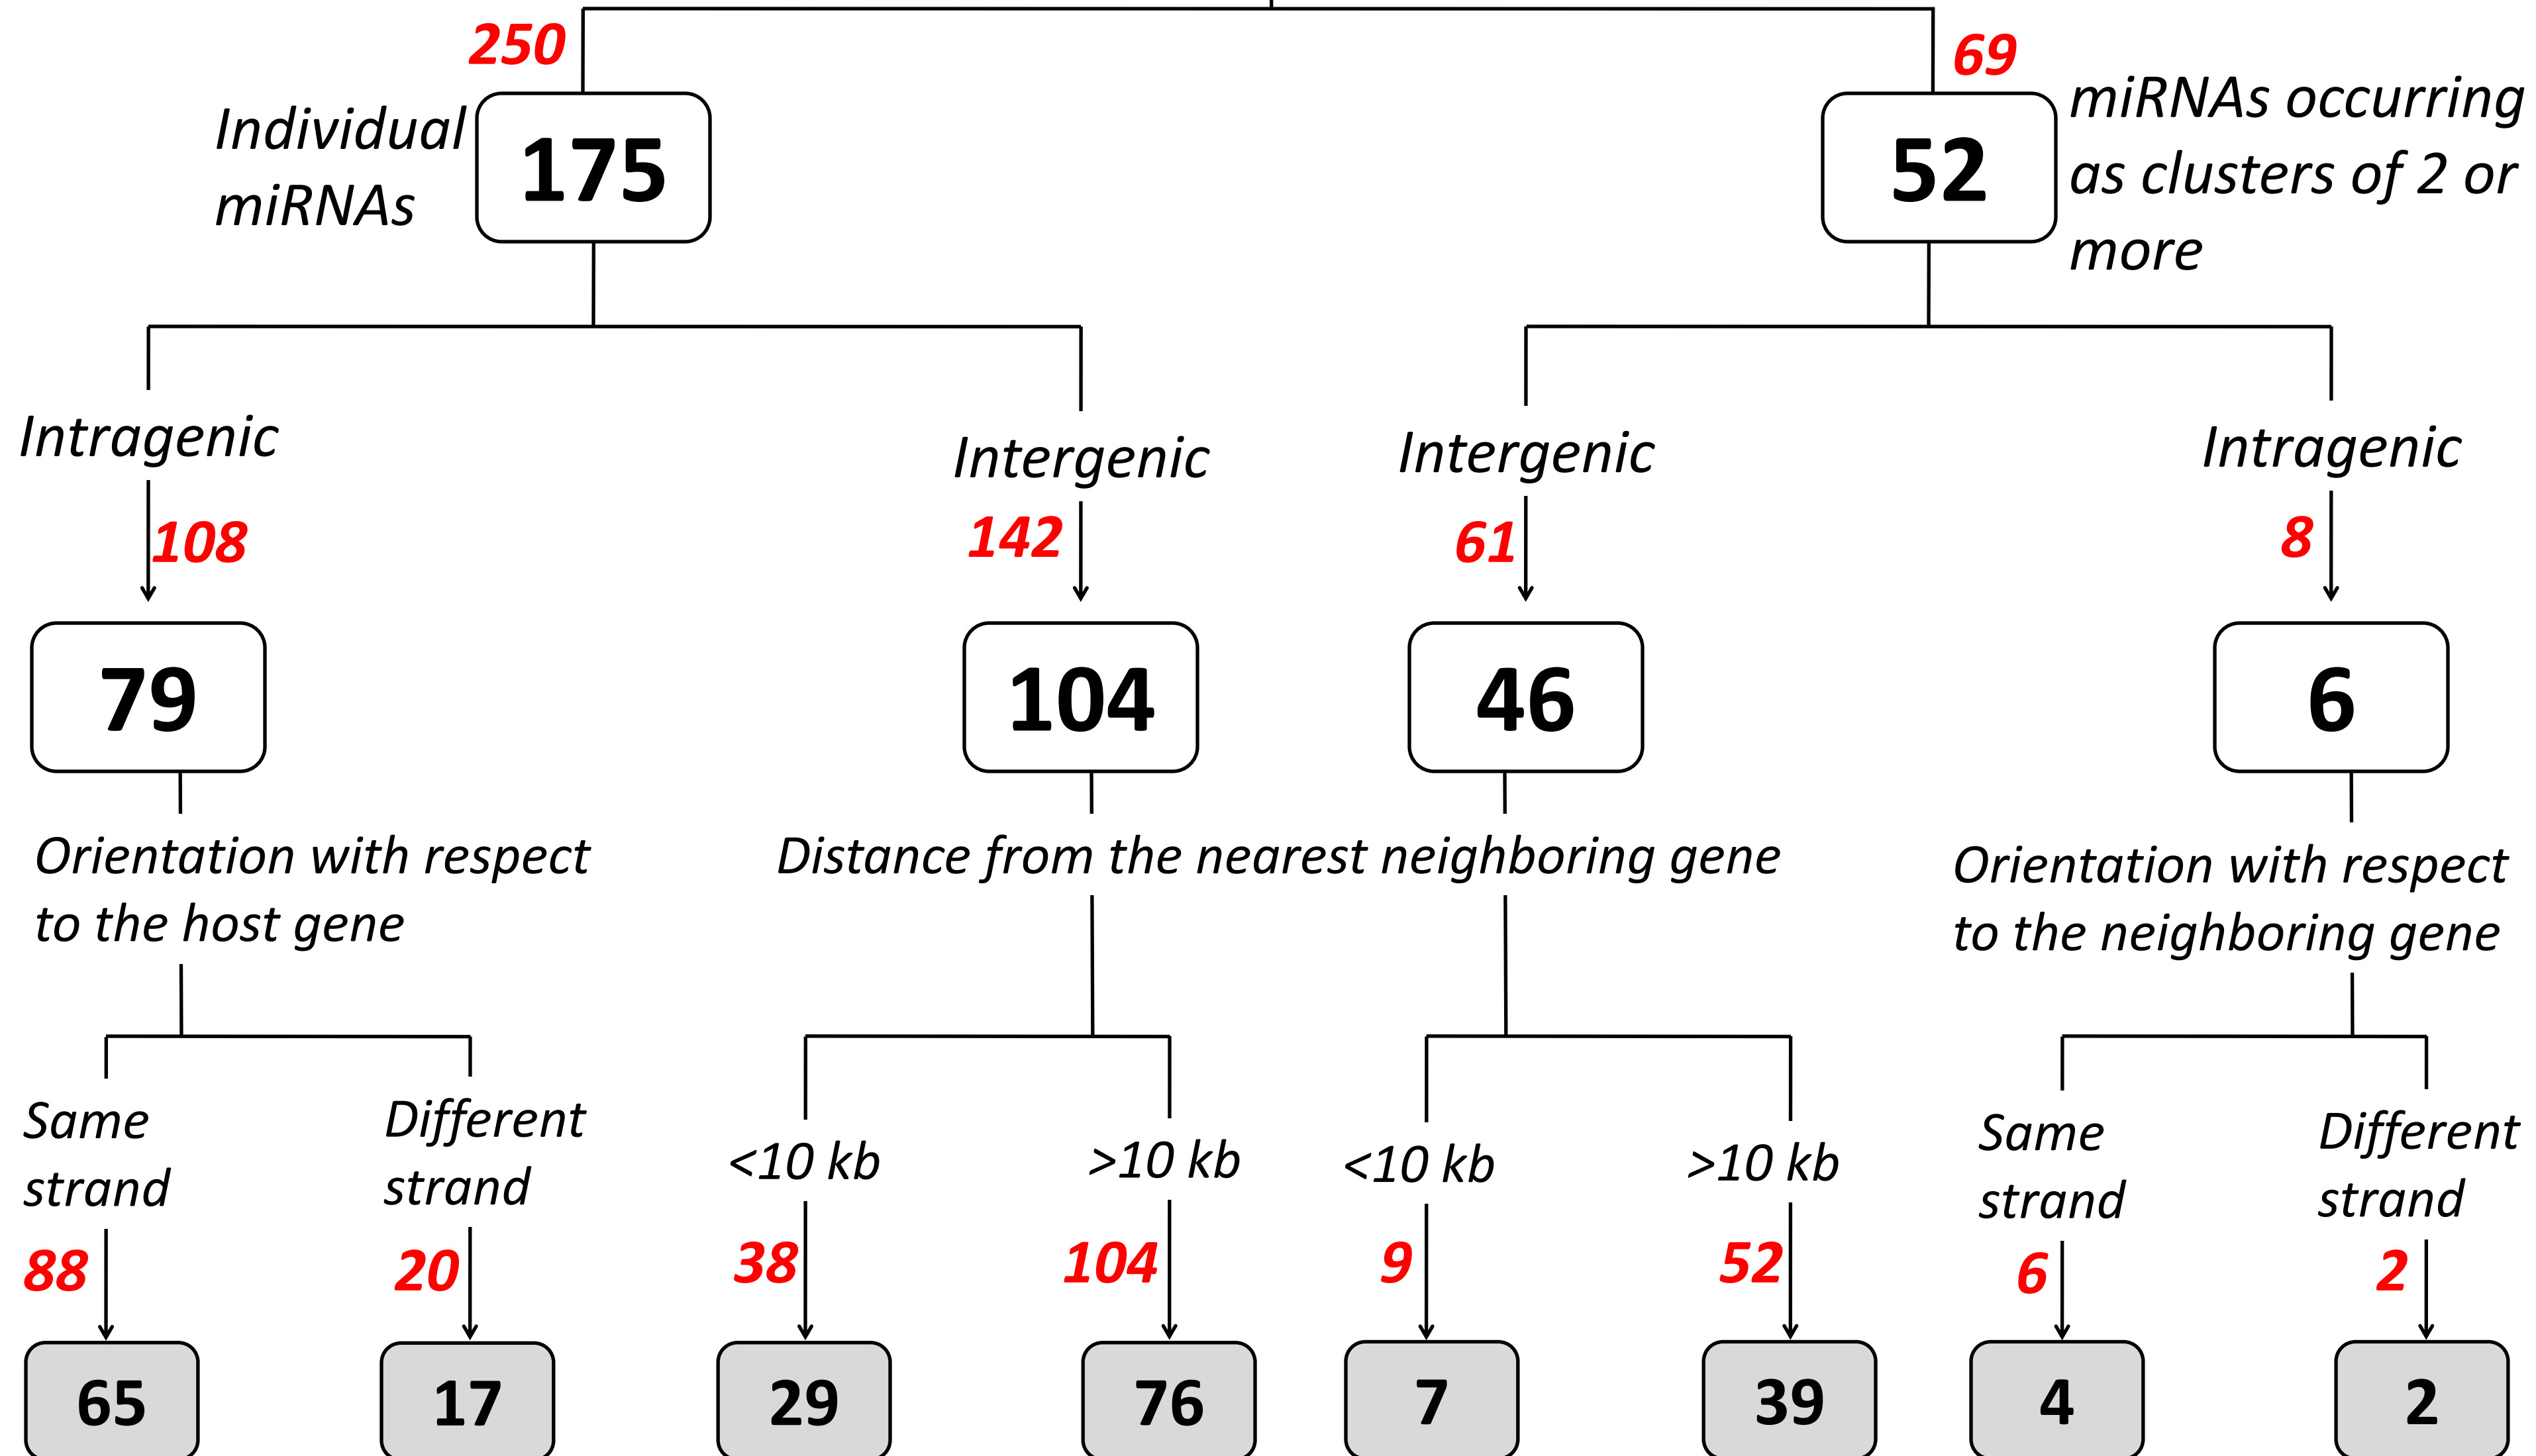 250
69
Individual
miRNAs
175
52
miRNAs occurring
as clusters of 2 or
more
Intragenic
Intergenic
Intergenic
Intragenic
108
142
61
8
79
104
46
6
Orientation with respect
to the host gene
Distance from the nearest neighboring gene
Orientation with respect
to the neighboring gene
Same
strand
Different
strand
<10 kb
>10 kb
<10 kb
>10 kb
Same
strand
Different
strand
88
20
38
104
9
52
6
2
65
17
29
76
7
39
4
2